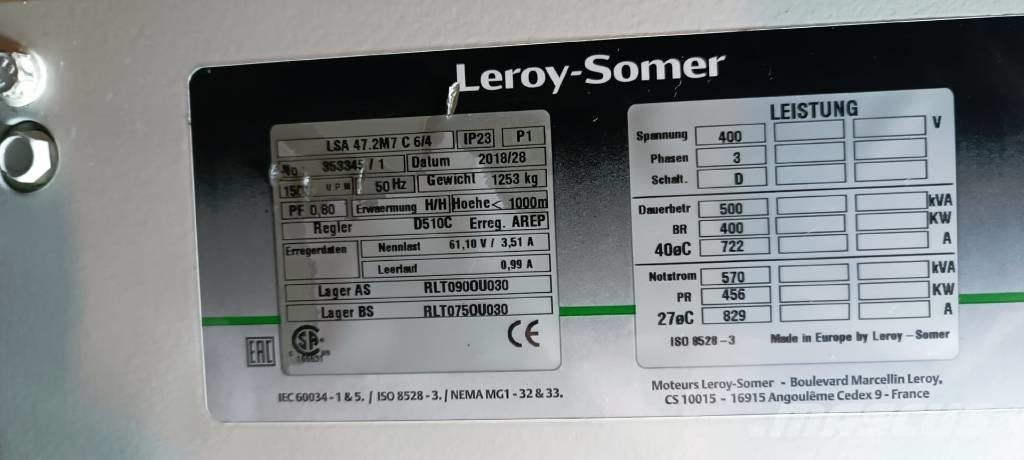 Leroy-Somer
LSA 47.2M7 C 6/4 IP23 P1
No. 353345 / 1 Datum 2018/28
50 Hz Gewicht 1253 kg
PF 0,80 Erwaermung H/H Hoehe< 1000m
Regler D510C Erreg. AREP
Erregerdaten Nennlast 61,10 V / 3,51 A
Leerlauf 0,99 A
Lager AS RLT090OU030
Lager BS RLT075OU030
EAC SA CE
IEC 60034 - 1 & 5. / ISO 8528 - 3. / NEMA MG1 - 32 & 33.
LEISTUNG
Spannung 400 V
Phasen 3
Schalt. D
Dauerbetr 500 kVA
BR 400 KW
40øC 722 A
Notstrom 570 kVA
PR 456 KW
27øC 829 A
ISO 8528 - 3 Made in Europe by Leroy - Somer
Moteurs Leroy-Somer - Boulevard Marcellin Leroy,
CS 10015 - 16915 Angoulême Cedex 9 - France